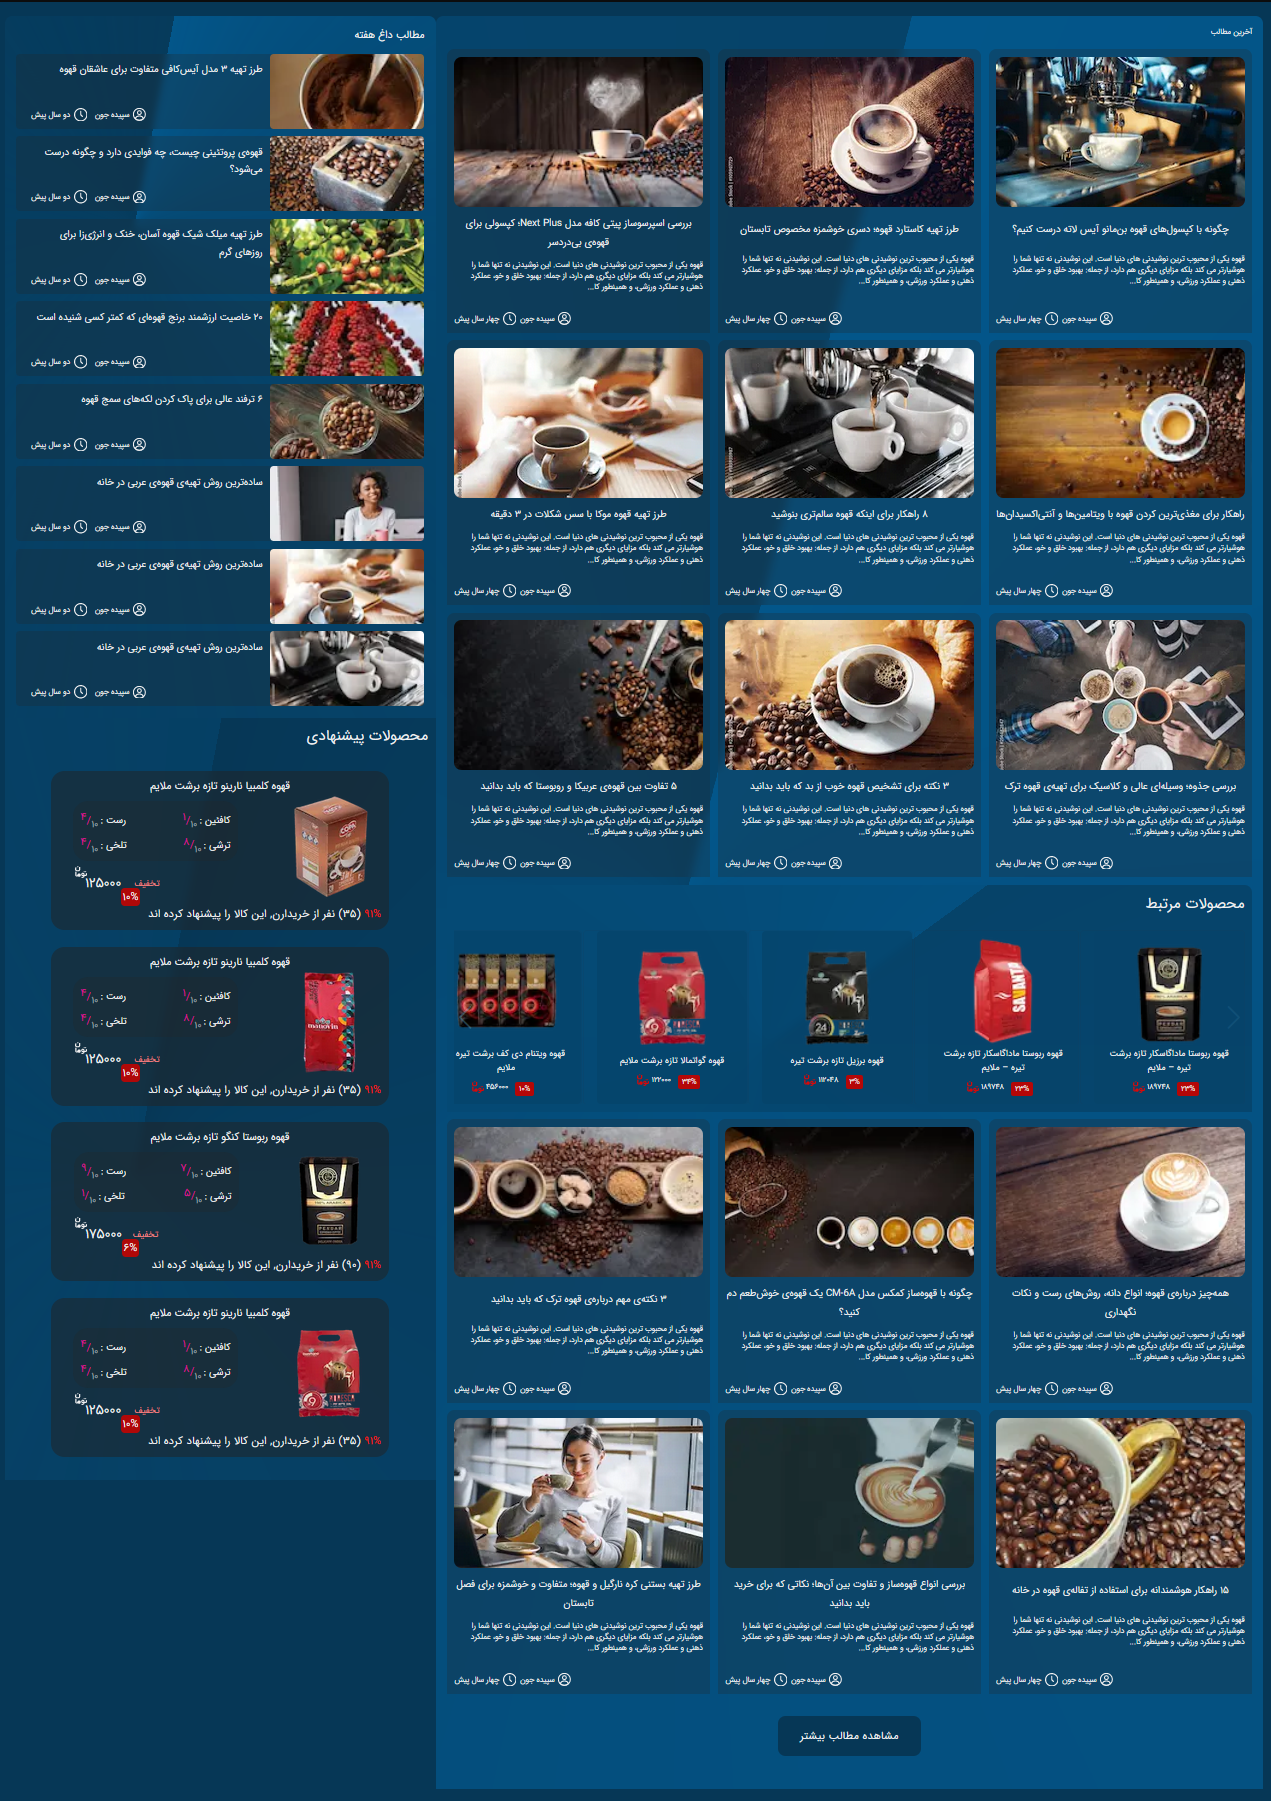 آخرین مطالب
چگونه با کپسول‌های قهوه بن‌مانو آیس لاته درست کنیم؟
قهوه یکی از محبوب ترین نوشیدنی های دنیا است. این نوشیدنی نه تنها شما را
هوشیارتر می کند بلکه مزایای دیگری هم دارد، از جمله: بهبود خلق و خو، عملکرد
ذهنی و عملکرد ورزشی، و همینطور کا...
سپیده جون چهار سال پیش
طرز تهیه کاستارد قهوه؛ دسری خوشمزه مخصوص تابستان
قهوه یکی از محبوب ترین نوشیدنی های دنیا است. این نوشیدنی نه تنها شما را
هوشیارتر می کند بلکه مزایای دیگری هم دارد، از جمله: بهبود خلق و خو، عملکرد
ذهنی و عملکرد ورزشی، و همینطور کا...
سپیده جون چهار سال پیش
بررسی اسپرسوساز پیتی کافه مدل Next Plus؛ کپسولی برای
قهوه‌ی بی‌دردسر
قهوه یکی از محبوب ترین نوشیدنی های دنیا است. این نوشیدنی نه تنها شما را
هوشیارتر می کند بلکه مزایای دیگری هم دارد، از جمله: بهبود خلق و خو، عملکرد
ذهنی و عملکرد ورزشی، و همینطور کا...
سپیده جون چهار سال پیش
راهکار برای مغذی‌ترین کردن قهوه با ویتامین‌ها و آنتی‌اکسیدان‌ها
قهوه یکی از محبوب ترین نوشیدنی های دنیا است. این نوشیدنی نه تنها شما را
هوشیارتر می کند بلکه مزایای دیگری هم دارد، از جمله: بهبود خلق و خو، عملکرد
ذهنی و عملکرد ورزشی، و همینطور کا...
سپیده جون چهار سال پیش
۸ راهکار برای اینکه قهوه سالم‌تری بنوشید
قهوه یکی از محبوب ترین نوشیدنی های دنیا است. این نوشیدنی نه تنها شما را
هوشیارتر می کند بلکه مزایای دیگری هم دارد، از جمله: بهبود خلق و خو، عملکرد
ذهنی و عملکرد ورزشی، و همینطور کا...
سپیده جون چهار سال پیش
طرز تهیه قهوه موکا با سس شکلات در ۳ دقیقه
قهوه یکی از محبوب ترین نوشیدنی های دنیا است. این نوشیدنی نه تنها شما را
هوشیارتر می کند بلکه مزایای دیگری هم دارد، از جمله: بهبود خلق و خو، عملکرد
ذهنی و عملکرد ورزشی، و همینطور کا...
سپیده جون چهار سال پیش
بررسی جذوه؛ وسیله‌ای عالی و کلاسیک برای تهیه‌ی قهوه ترک
قهوه یکی از محبوب ترین نوشیدنی های دنیا است. این نوشیدنی نه تنها شما را
هوشیارتر می کند بلکه مزایای دیگری هم دارد، از جمله: بهبود خلق و خو، عملکرد
ذهنی و عملکرد ورزشی، و همینطور کا...
سپیده جون چهار سال پیش
۳ نکته برای تشخیص قهوه خوب از بد که باید بدانید
قهوه یکی از محبوب ترین نوشیدنی های دنیا است. این نوشیدنی نه تنها شما را
هوشیارتر می کند بلکه مزایای دیگری هم دارد، از جمله: بهبود خلق و خو، عملکرد
ذهنی و عملکرد ورزشی، و همینطور کا...
سپیده جون چهار سال پیش
۵ تفاوت بین قهوه‌ی عربیکا و روبوستا که باید بدانید
قهوه یکی از محبوب ترین نوشیدنی های دنیا است. این نوشیدنی نه تنها شما را
هوشیارتر می کند بلکه مزایای دیگری هم دارد، از جمله: بهبود خلق و خو، عملکرد
ذهنی و عملکرد ورزشی، و همینطور کا...
سپیده جون چهار سال پیش
محصولات مرتبط
قهوه ربوستا ماداگاسکار تازه برشت
تیره – ملایم
۲۳% ۱۸۹۷۴۸ تومان
قهوه ربوستا ماداگاسکار تازه برشت
تیره – ملایم
۲۳% ۱۸۹۷۴۸ تومان
قهوه برزیل تازه برشت تیره
۳% ۱۱۲۰۴۸ تومان
قهوه گواتمالا تازه برشت ملایم
۳۴% ۱۲۲۰۰۰ تومان
قهوه ویتنام دی کف برشت تیره
ملایم
۱۰% ۴۵۶۰۰۰ تومان
همه‌چیز درباره‌ی قهوه؛ انواع دانه، روش‌های رست و نکات
نگهداری
قهوه یکی از محبوب ترین نوشیدنی های دنیا است. این نوشیدنی نه تنها شما را
هوشیارتر می کند بلکه مزایای دیگری هم دارد، از جمله: بهبود خلق و خو، عملکرد
ذهنی و عملکرد ورزشی، و همینطور کا...
سپیده جون چهار سال پیش
چگونه با قهوه‌ساز کمکس مدل CM-6A یک قهوه‌ی خوش‌طعم دم
کنید؟
قهوه یکی از محبوب ترین نوشیدنی های دنیا است. این نوشیدنی نه تنها شما را
هوشیارتر می کند بلکه مزایای دیگری هم دارد، از جمله: بهبود خلق و خو، عملکرد
ذهنی و عملکرد ورزشی، و همینطور کا...
سپیده جون چهار سال پیش
۳ نکته‌ی مهم درباره‌ی قهوه ترک که باید بدانید
قهوه یکی از محبوب ترین نوشیدنی های دنیا است. این نوشیدنی نه تنها شما را
هوشیارتر می کند بلکه مزایای دیگری هم دارد، از جمله: بهبود خلق و خو، عملکرد
ذهنی و عملکرد ورزشی، و همینطور کا...
سپیده جون چهار سال پیش
۱۵ راهکار هوشمندانه برای استفاده از تفاله‌ی قهوه در خانه
قهوه یکی از محبوب ترین نوشیدنی های دنیا است. این نوشیدنی نه تنها شما را
هوشیارتر می کند بلکه مزایای دیگری هم دارد، از جمله: بهبود خلق و خو، عملکرد
ذهنی و عملکرد ورزشی، و همینطور کا...
سپیده جون چهار سال پیش
بررسی انواع قهوه‌ساز و تفاوت بین آن‌ها؛ نکاتی که برای خرید
باید بدانید
قهوه یکی از محبوب ترین نوشیدنی های دنیا است. این نوشیدنی نه تنها شما را
هوشیارتر می کند بلکه مزایای دیگری هم دارد، از جمله: بهبود خلق و خو، عملکرد
ذهنی و عملکرد ورزشی، و همینطور کا...
سپیده جون چهار سال پیش
طرز تهیه بستنی کره نارگیل و قهوه؛ متفاوت و خوشمزه برای فصل
تابستان
قهوه یکی از محبوب ترین نوشیدنی های دنیا است. این نوشیدنی نه تنها شما را
هوشیارتر می کند بلکه مزایای دیگری هم دارد، از جمله: بهبود خلق و خو، عملکرد
ذهنی و عملکرد ورزشی، و همینطور کا...
سپیده جون چهار سال پیش
مشاهده مطالب بیشتر
مطالب داغ هفته
طرز تهیه ۳ مدل آیس‌کافی متفاوت برای عاشقان قهوه
سپیده جون دو سال پیش
قهوه‌ی پروتئینی چیست، چه فوایدی دارد و چگونه درست
می‌شود؟
سپیده جون دو سال پیش
طرز تهیه میلک شیک قهوه آسان، خنک و انرژی‌زا برای
روزهای گرم
سپیده جون دو سال پیش
۲۰ خاصیت ارزشمند برنج قهوه‌ای که کمتر کسی شنیده است
سپیده جون دو سال پیش
۶ ترفند عالی برای پاک کردن لکه‌های سمج قهوه
سپیده جون دو سال پیش
ساده‌ترین روش تهیه‌ی قهوه‌ی عربی در خانه
سپیده جون دو سال پیش
ساده‌ترین روش تهیه‌ی قهوه‌ی عربی در خانه
سپیده جون دو سال پیش
ساده‌ترین روش تهیه‌ی قهوه‌ی عربی در خانه
سپیده جون دو سال پیش
محصولات پیشنهادی
قهوه کلمبیا نارینو تازه برشت ملایم
کافئین : ۱/۱۰ رست : ۴/۱۰
ترشی : ۸/۱۰ تلخی : ۴/۱۰
تخفیف ۱۲۵۰۰۰ تومان
۱۰%
۹۱% (۳۵) نفر از خریدارن, این کالا را پیشنهاد کرده اند
قهوه کلمبیا نارینو تازه برشت ملایم
کافئین : ۱/۱۰ رست : ۴/۱۰
ترشی : ۸/۱۰ تلخی : ۴/۱۰
تخفیف ۱۲۵۰۰۰ تومان
۱۰%
۹۱% (۳۵) نفر از خریدارن, این کالا را پیشنهاد کرده اند
قهوه ربوستا کنگو تازه برشت ملایم
کافئین : ۷/۱۰ رست : ۹/۱۰
ترشی : ۵/۱۰ تلخی : ۱/۱۰
تخفیف ۱۷۵۰۰۰ تومان
۶%
۹۱% (۹۰) نفر از خریدارن, این کالا را پیشنهاد کرده اند
قهوه کلمبیا نارینو تازه برشت ملایم
کافئین : ۱/۱۰ رست : ۴/۱۰
ترشی : ۸/۱۰ تلخی : ۴/۱۰
تخفیف ۱۲۵۰۰۰ تومان
۱۰%
۹۱% (۳۵) نفر از خریدارن, این کالا را پیشنهاد کرده اند